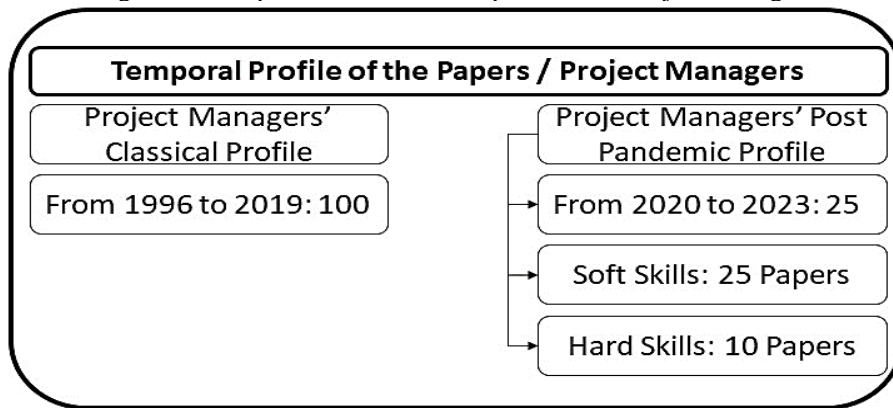 Temporal Profile of the Papers / Project Managers
Project Managers'
Classical Profile
From 1996 to 2019: 100
Project Managers' Post
Pandemic Profile
From 2020 to 2023: 25
Soft Skills: 25 Papers
Hard Skills: 10 Papers